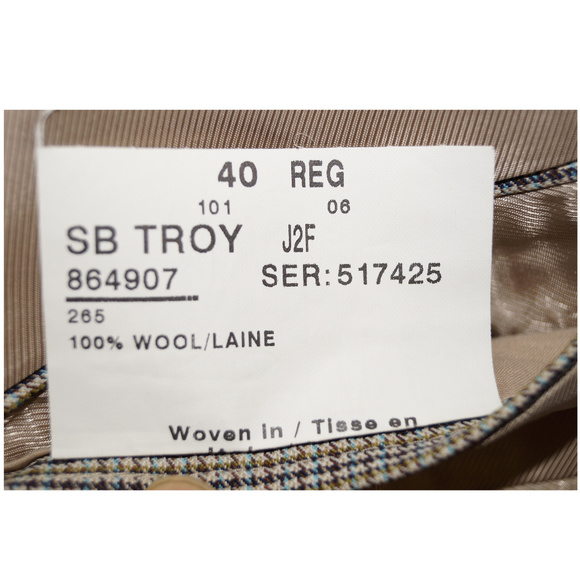 40 REG
101 06
SB TROY J2F
864907 SER: 517425
265
100% WOOL/LAINE
Woven in / Tisse en